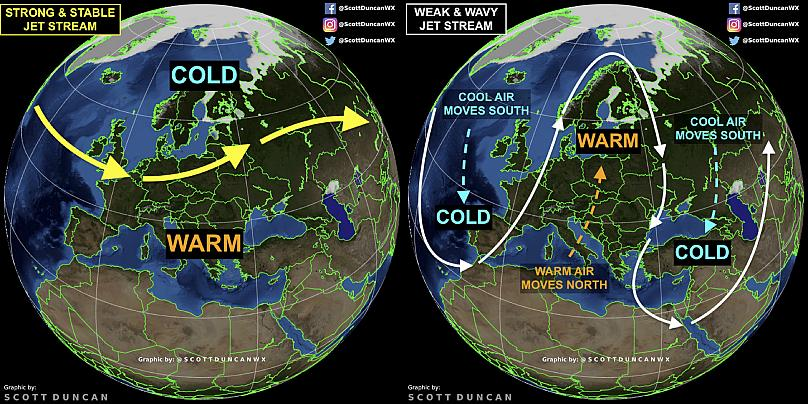 STRONG & STABLE
JET STREAM
@ScottDuncanWX
@ScottDuncanWX
@ScottDuncanWX
COLD
WARM
Graphic by: @SCOTTDUNCANWX
Graphic by:
SCOTT DUNCAN
WEAK & WAVY
JET STREAM
@ScottDuncanWX
@ScottDuncanWX
@ScottDuncanWX
COOL AIR
MOVES SOUTH
COOL AIR
MOVES SOUTH
WARM
COLD
COLD
WARM AIR
MOVES NORTH
Graphic by: @SCOTTDUNCANWX
Graphic by:
SCOTT DUNCAN